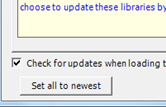 choose to update these libraries by
Check for updates when loading t
Set all to newest